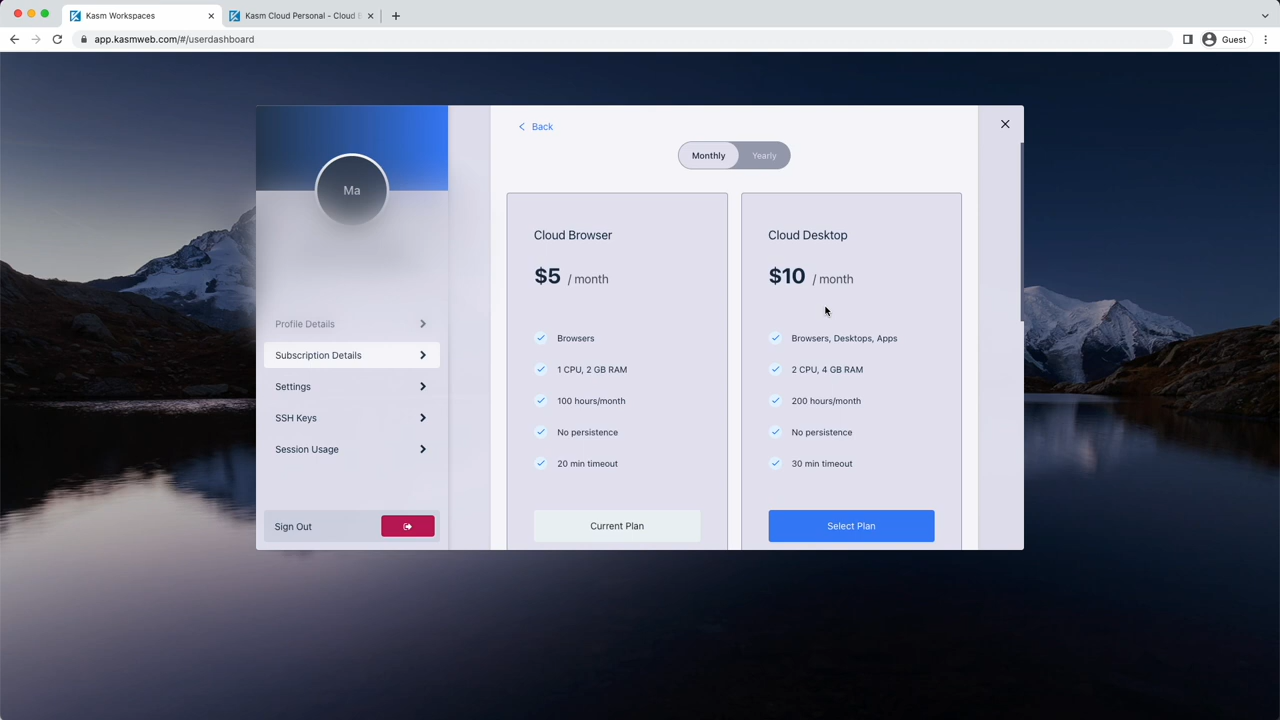 Kasm Workspaces
Kasm Cloud Personal - Cloud
app.kasmweb.com/#/userdashboard
Guest
Back
Monthly
Yearly
Ma
Cloud Browser
$5 / month
Browsers
1 CPU, 2 GB RAM
100 hours/month
No persistence
20 min timeout
Current Plan
Cloud Desktop
$10 / month
Browsers, Desktops, Apps
2 CPU, 4 GB RAM
200 hours/month
No persistence
30 min timeout
Select Plan
Profile Details
Subscription Details
Settings
SSH Keys
Session Usage
Sign Out